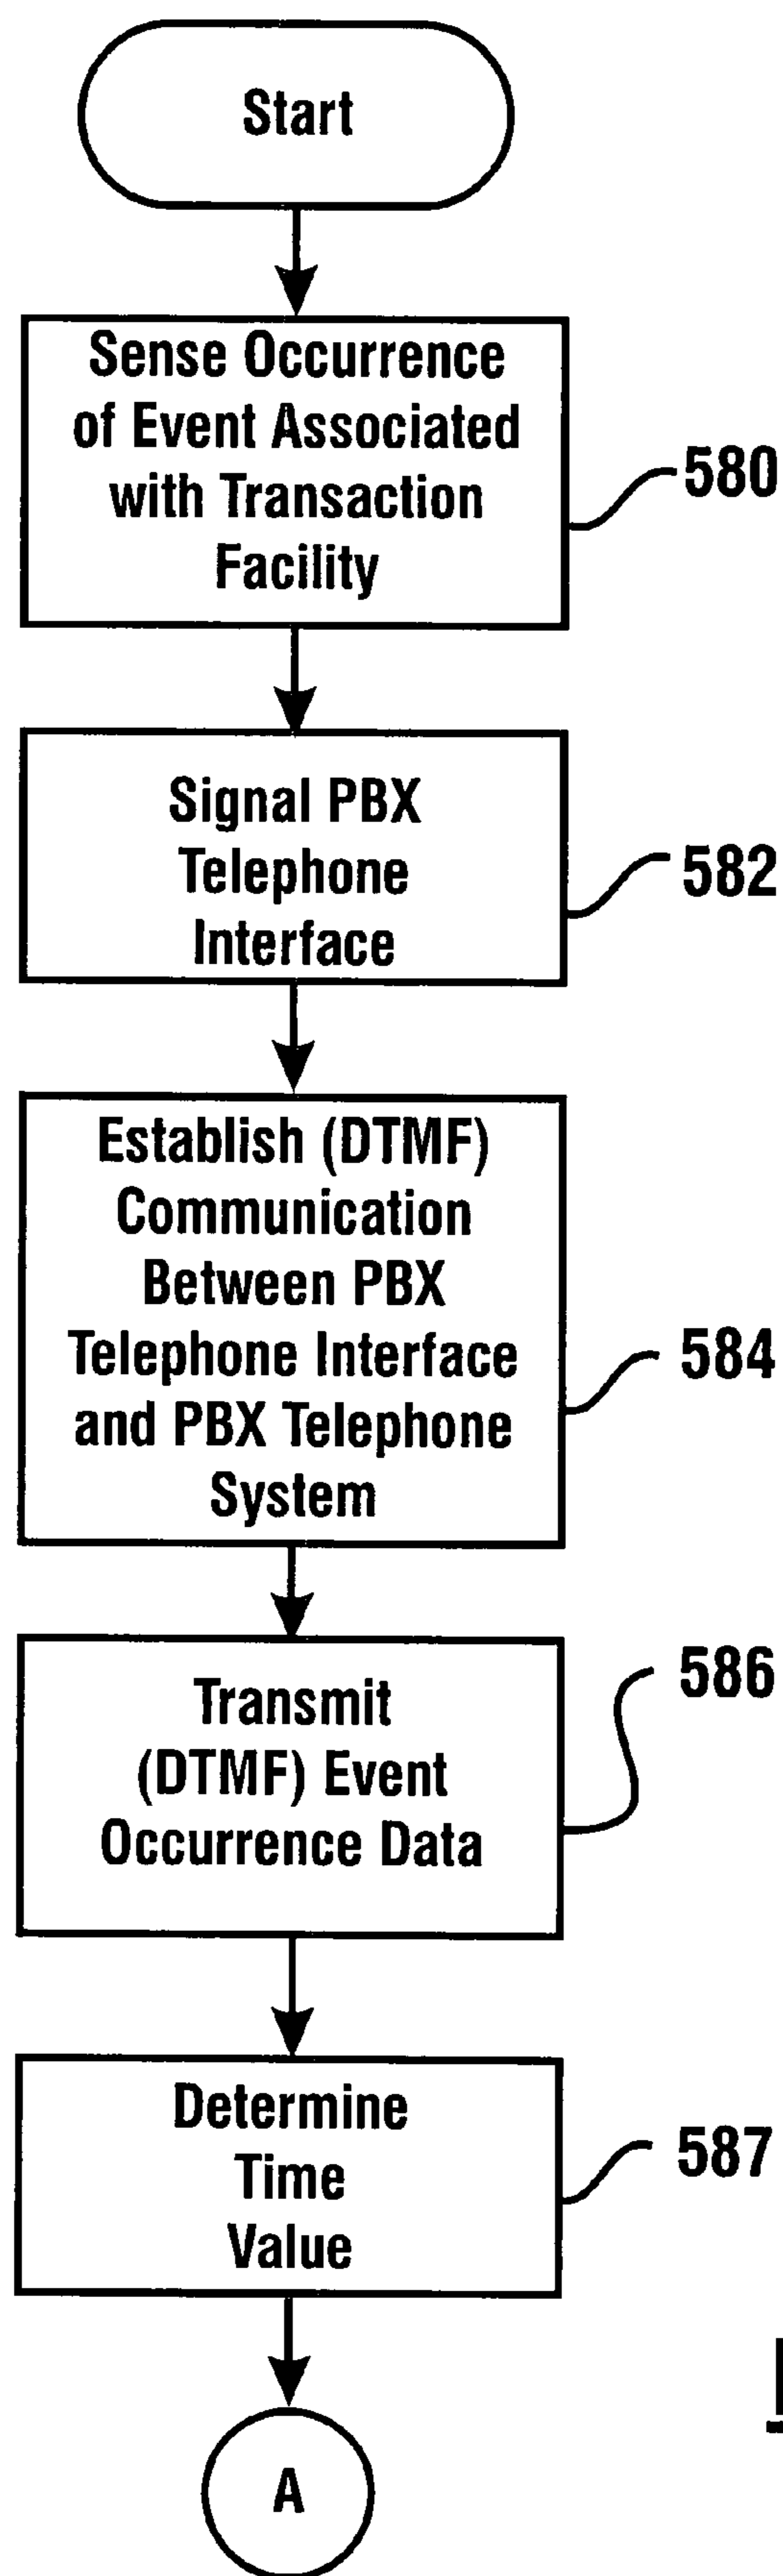 Start
Sense Occurrence
of Event Associated
with Transaction
Facility
580
Signal PBX
Telephone
Interface
582
Establish (DTMF)
Communication
Between PBX
Telephone Interface
and PBX Telephone
System
584
Transmit
(DTMF) Event
Occurrence Data
586
Determine
Time
Value
587
A